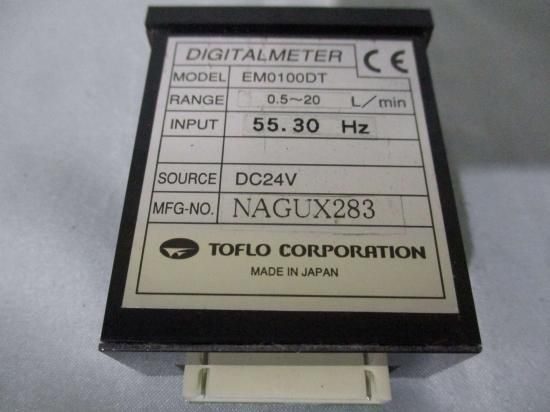 DIGITALMETER CE
MODEL EM0100DT
RANGE 0.5～20 L/min
INPUT 55.30 Hz
SOURCE DC24V
MFG-NO. NAGUX283
TOFLO CORPORATION
MADE IN JAPAN